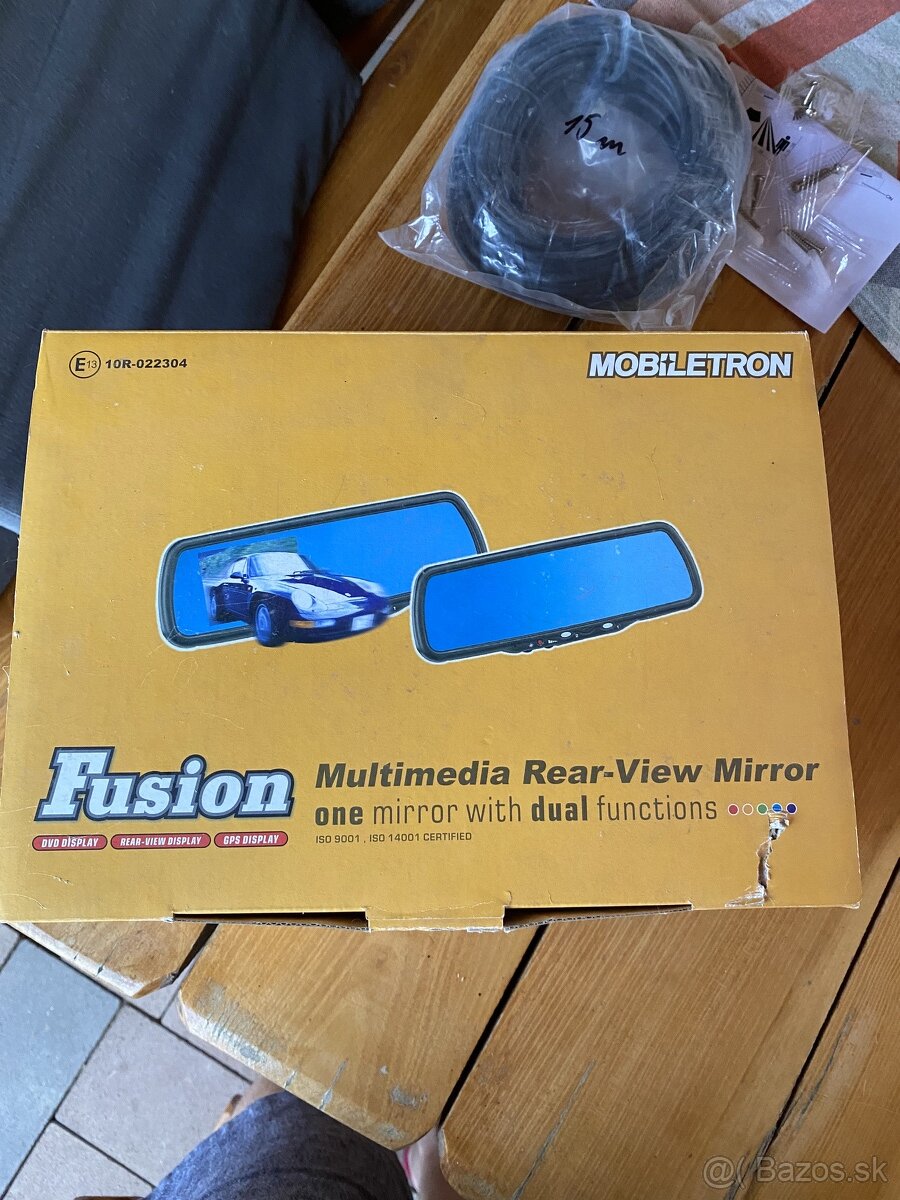 15 m
E13 10R-022304
MOBILETRON
Fusion
Multimedia Rear-View Mirror
one mirror with dual functions
DVD DISPLAY
REAR-VIEW DISPLAY
GPS DISPLAY
ISO 9001 , ISO 14001 CERTIFIED
@( Bazos.sk